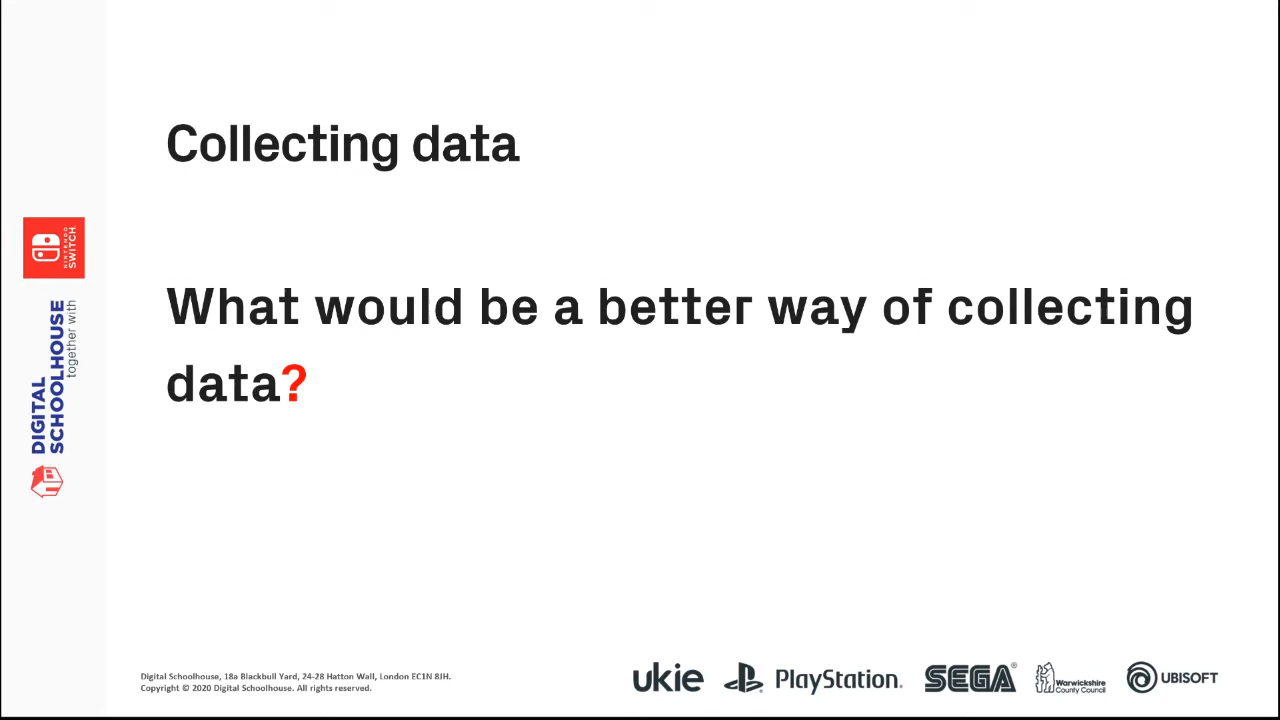 Collecting data
What would be a better way of collecting
data?
NINTENDO
SWITCH
DIGITAL
SCHOOLHOUSE
together with
Digital Schoolhouse, 18a Blackbull Yard, 24-28 Hatton Wall, London EC1N 8JH.
Copyright © 2020 Digital Schoolhouse. All rights reserved.
ukie
PlayStation®
SEGA®
Warwickshire
County Council
UBISOFT